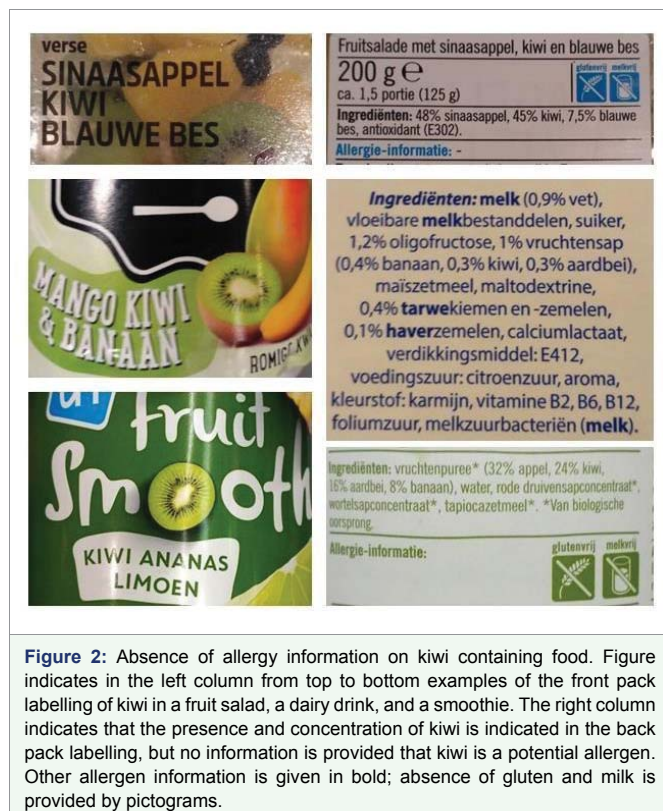 verse
SINAASAPPEL
KIWI
BLAUWE BES
Fruitsalade met sinaasappel, kiwi en blauwe bes
200 g e
ca. 1,5 portie (125 g)
glutenvrij melkvrij
Ingrediënten: 48% sinaasappel, 45% kiwi, 7,5% blauwe
bes, antioxidant (E302).
Allergie-informatie: -
MANGO KIWI
& BANAAN
Ingrediënten: melk (0,9% vet),
vloeibare melkbestanddelen, suiker,
1,2% oligofructose, 1% vruchtensap
(0,4% banaan, 0,3% kiwi, 0,3% aardbei),
maïszetmeel, maltodextrine,
0,4% tarwekiemen en -zemelen,
0,1% haverzemelen, calciumlactaat,
verdikkingsmiddel: E412,
voedingszuur: citroenzuur, aroma,
kleurstof: karmijn, vitamine B2, B6, B12,
foliumzuur, melkzuurbacteriën (melk).
fruit
Smooth
KIWI ANANAS
LIMOEN
Ingrediënten: vruchtenpuree* (32% appel, 24% kiwi,
16% aardbei, 8% banaan), water, rode druivensapconcentraat*,
wortelsapconcentraat*, tapiocazetmeel*. *Van biologische
oorsprong.
Allergie-informatie:
glutenvrij melkvrij
Figure 2: Absence of allergy information on kiwi containing food. Figure
indicates in the left column from top to bottom examples of the front pack
labelling of kiwi in a fruit salad, a dairy drink, and a smoothie. The right column
indicates that the presence and concentration of kiwi is indicated in the back
pack labelling, but no information is provided that kiwi is a potential allergen.
Other allergen information is given in bold; absence of gluten and milk is
provided by pictograms.